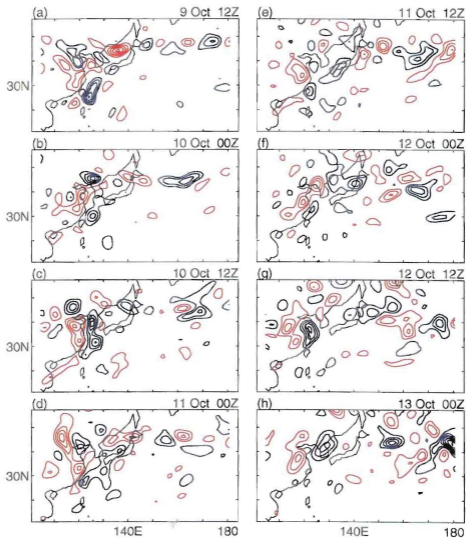 (a) 9 Oct 12Z
30N
(b) 10 Oct 00Z
30N
(c) 10 Oct 12Z
30N
(d) 11 Oct 00Z
30N
140E 180
(e) 11 Oct 12Z
(f) 12 Oct 00Z
(g) 12 Oct 12Z
(h) 13 Oct 00Z
140E 180